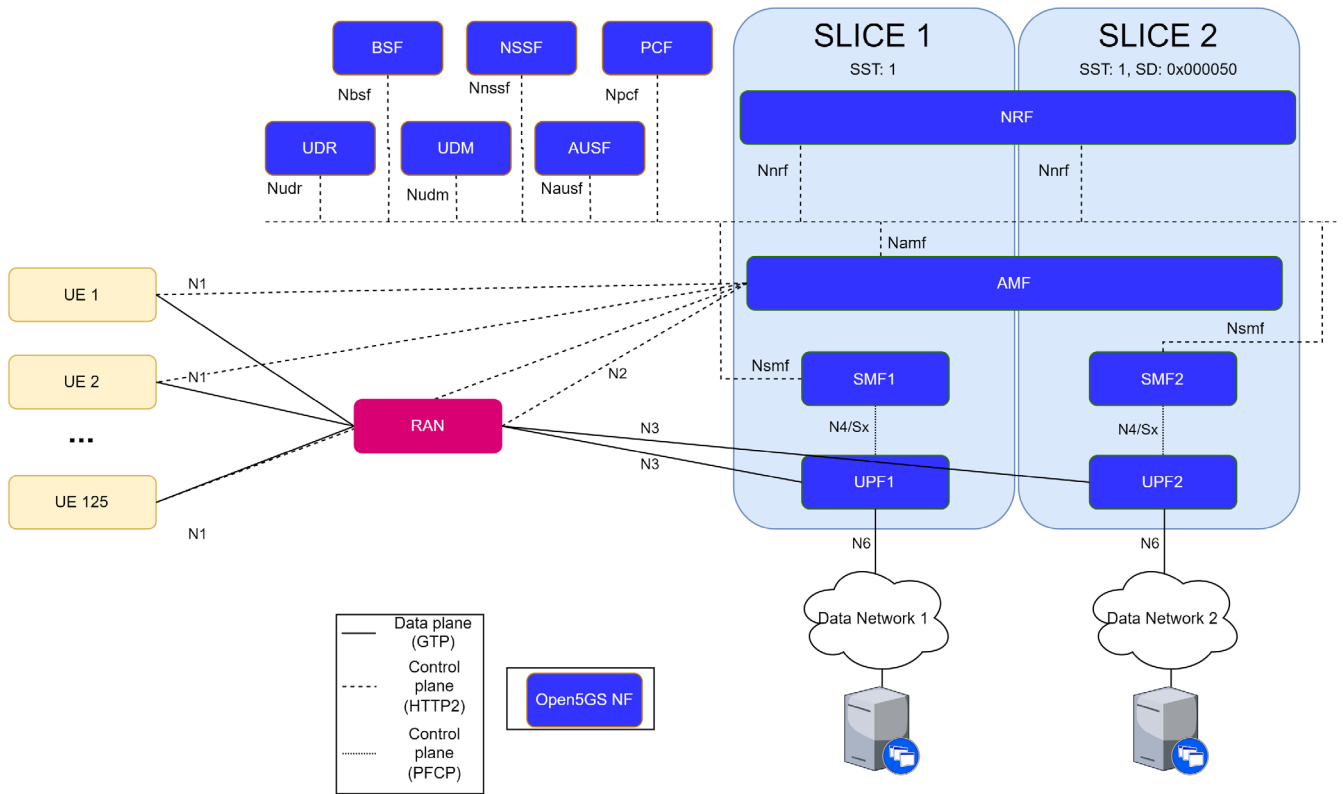 BSF
NSSF
PCF
SLICE 1
SLICE 2
SST: 1
SST: 1, SD: 0x000050
Nbsf
Nnssf
Npcf
NRF
UDR
UDM
AUSF
Nudr
Nudm
Nausf
Nnrf
Nnrf
Namf
UE 1
N1
AMF
UE 2
N1
N2
Nsmf
Nsmf
SMF1
SMF2
...
RAN
N3
N3
N4/Sx
N4/Sx
UE 125
N1
UPF1
UPF2
N6
N6
Data Network 1
Data Network 2
Data plane
(GTP)
Control
plane
(HTTP2)
Control
plane
(PFCP)
Open5GS NF